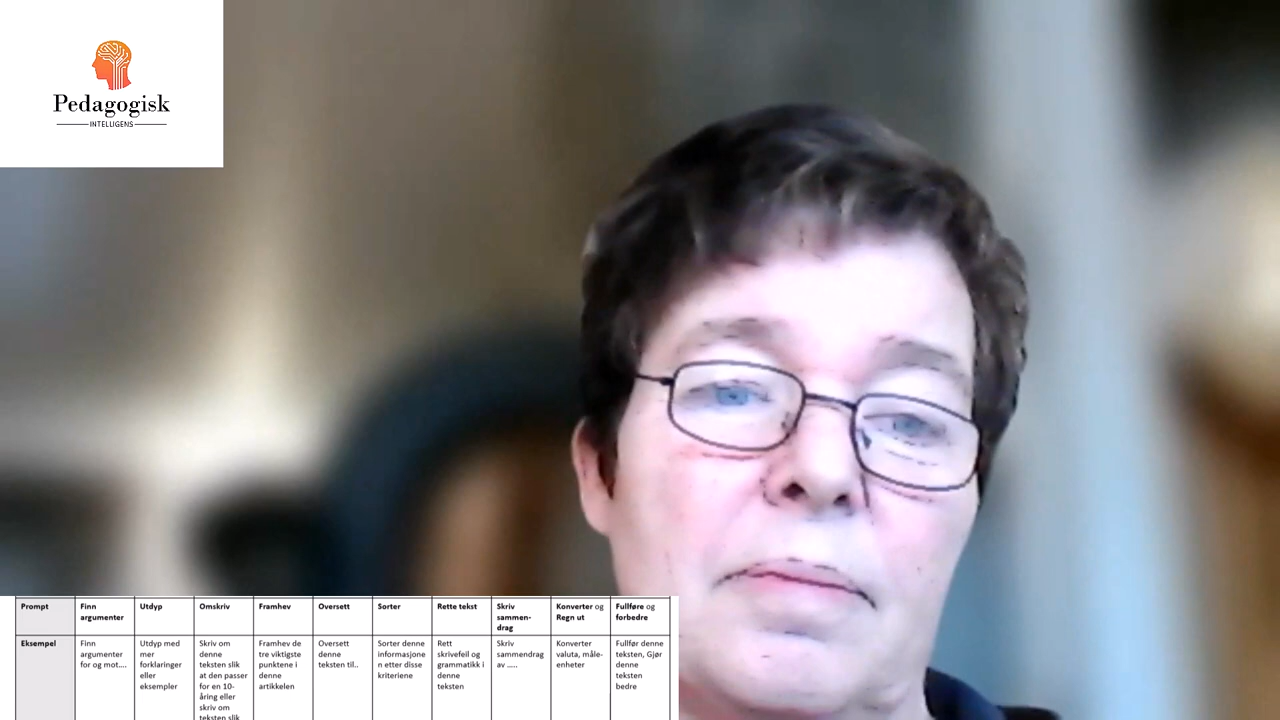 Pedagogisk
INTELLIGENS
Prompt
Finn
argumenter
Utdyp
Omskriv
Framhev
Oversett
Sorter
Rette tekst
Skriv
sammen-
drag
Konverter og
Regn ut
Fullføre og
forbedre
Eksempel
Finn
argumenter
for og mot....
Utdyp med
mer
forklaringer
eller
eksempler
Skriv om
denne
teksten slik
at den passer
for en 10-
åring eller
skriv om
teksten slik
Framhev de
tre viktigste
punktene i
denne
artikkelen
Oversett
denne
teksten til..
Sorter denne
informasjone
n etter disse
kriteriene
Rett
skrivefeil og
grammatikk i
denne
teksten
Skriv
sammendrag
av .....
Konverter
valuta, måle-
enheter
Fullfør denne
teksten, Gjør
denne
teksten
bedre